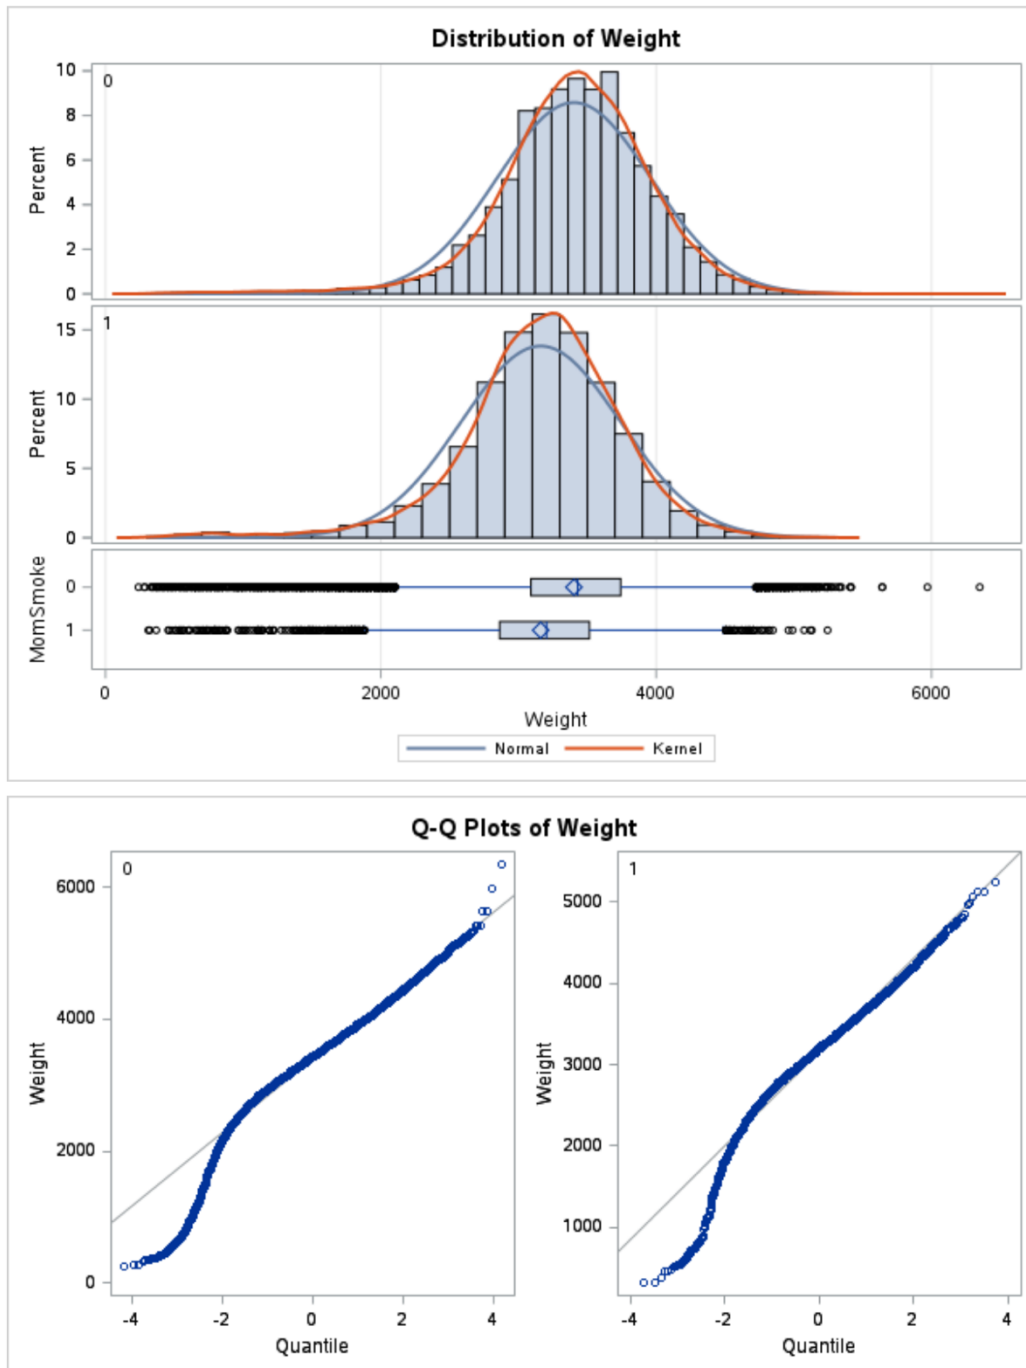 Distribution of Weight
0
10
8
6
4
2
0
Percent
1
15
10
5
0
Percent
MomSmoke
0
1
0 2000 4000 6000
Weight
Normal Kernel
Q-Q Plots of Weight
0
6000
4000
2000
0
Weight
-4 -2 0 2 4
Quantile
1
5000
4000
3000
2000
1000
Weight
-4 -2 0 2 4
Quantile